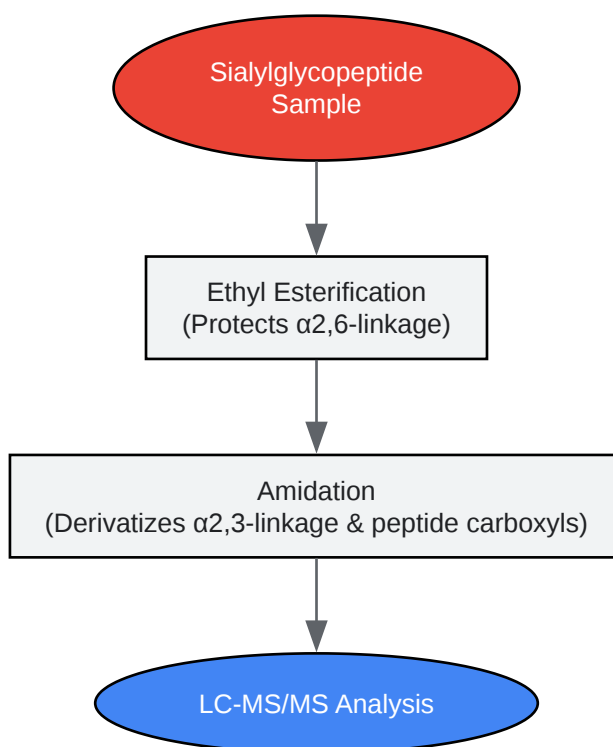 Sialylglycopeptide
Sample
Ethyl Esterification
(Protects α2,6-linkage)
Amidation
(Derivatizes α2,3-linkage & peptide carboxyls)
LC-MS/MS Analysis